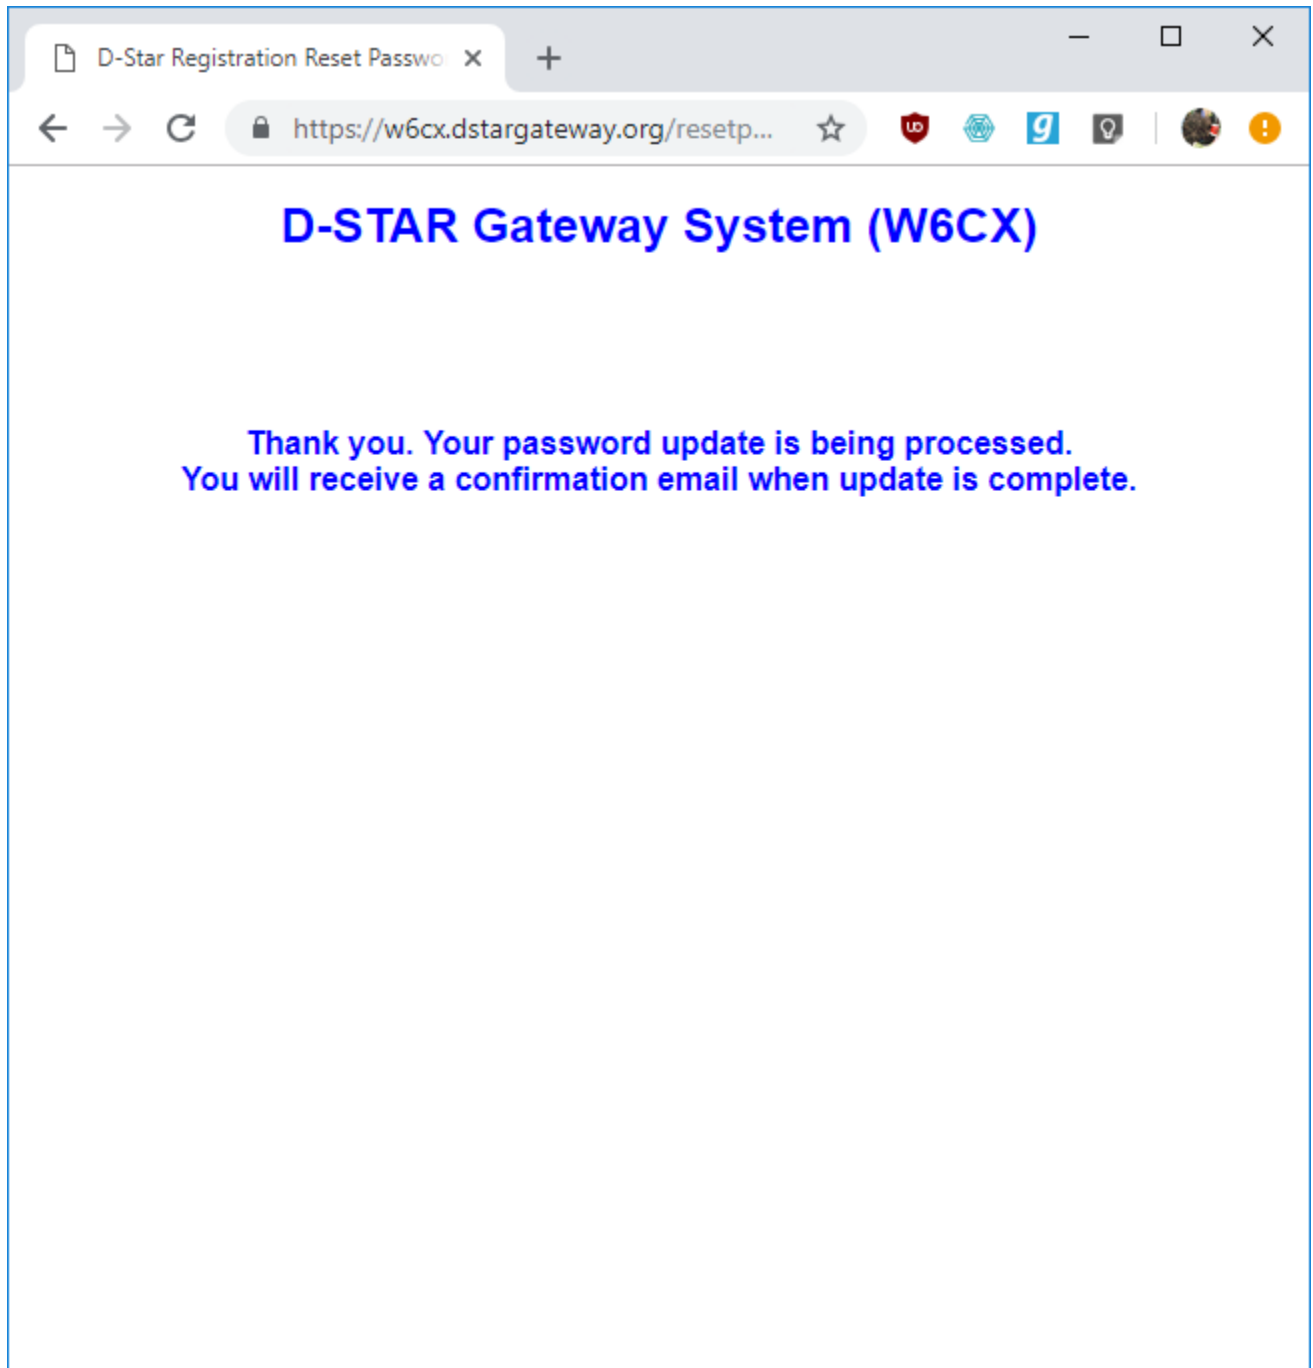 D-Star Registration Reset Passwo
https://w6cx.dstargateway.org/resetp...
g
D-STAR Gateway System (W6CX)
Thank you. Your password update is being processed.
You will receive a confirmation email when update is complete.